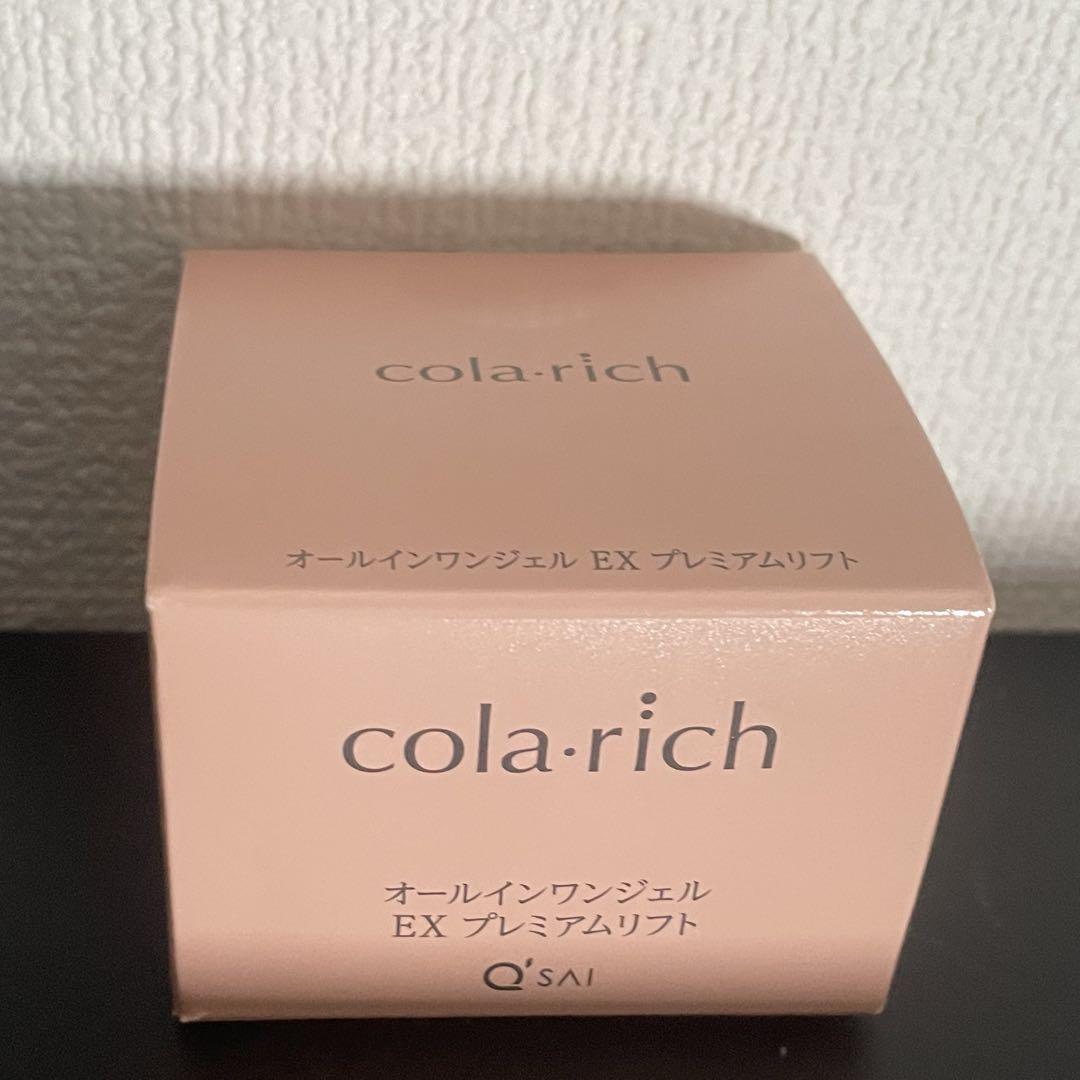 cola·rich
オールインワンジェル EX プレミアムリフト
cola·rich
オールインワンジェル
EX プレミアムリフト
Q'SAI